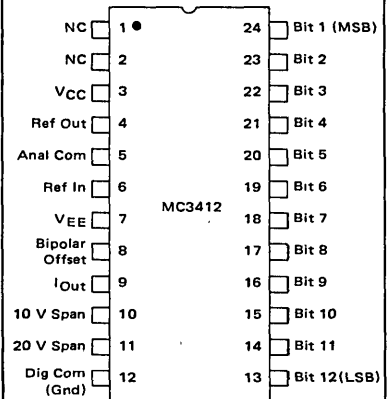 NC 1 24 Bit 1 (MSB)
NC 2 23 Bit 2
VCC 3 22 Bit 3
Ref Out 4 21 Bit 4
Anal Com 5 20 Bit 5
Ref In 6 19 Bit 6
MC3412
VEE 7 18 Bit 7
Bipolar
Offset 8 17 Bit 8
IOut 9 16 Bit 9
10 V Span 10 15 Bit 10
20 V Span 11 14 Bit 11
Dig Com
(Gnd) 12 13 Bit 12(LSB)